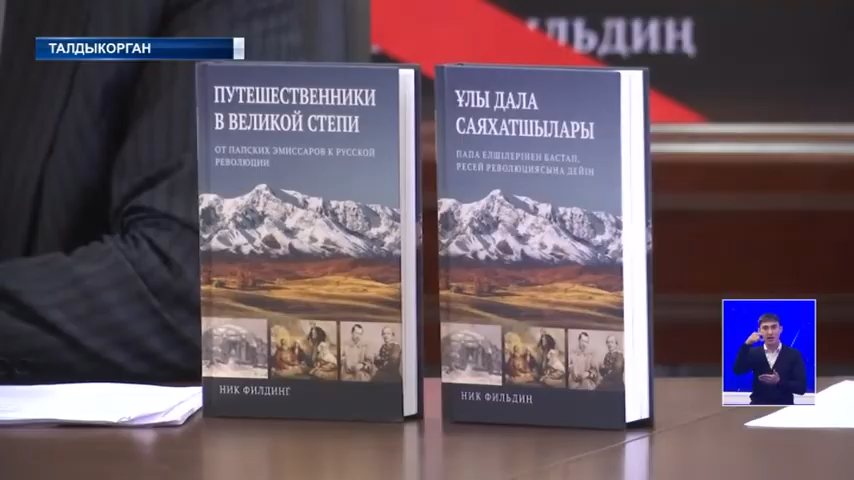 ТАЛДЫКОРГАН
ИЛЬДИҢ
ПУТЕШЕСТВЕННИКИ
В ВЕЛИКОЙ СТЕПИ
ОТ ПАПСКИХ ЭМИССАРОВ К РУССКОЙ
РЕВОЛЮЦИИ
НИК ФИЛДИНГ
ҰЛЫ ДАЛА
САЯХАТШЫЛАРЫ
ПАПА ЕЛШІЛЕРІНЕН БАСТАП,
РЕСЕЙ РЕВОЛЮЦИЯСЫНА ДЕЙІН
НИК ФИЛЬДИН